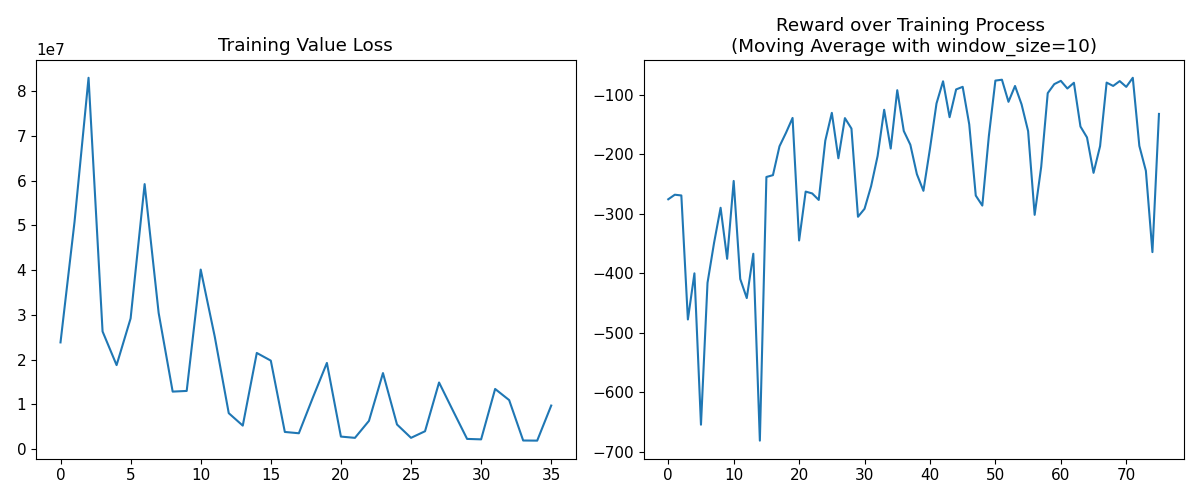 Training Value Loss
1e7
8
7
6
5
4
3
2
1
0
0 5 10 15 20 25 30 35
Reward over Training Process
(Moving Average with window_size=10)
−100
−200
−300
−400
−500
−600
−700
0 10 20 30 40 50 60 70